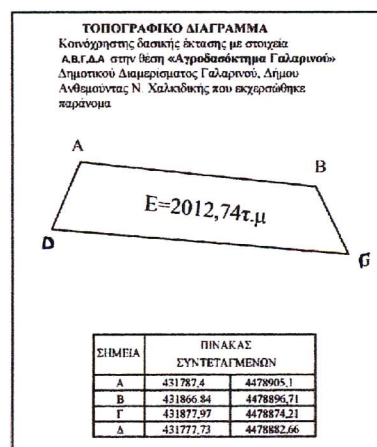 ΤΟΠΟΓΡΑΦΙΚΟ ΔΙΑΓΡΑΜΜΑ
Κοινόχρηστης δασικής έκτασης με στοιχεία
Α.Β.Γ.Δ.Α στην θέση «Αγροδασόκτημα Γαλαρινού»
Δημοτικού Διαμερίσματος Γαλαρινού, Δήμου
Ανθεμούντας Ν. Χαλκιδικής που εκχερσώθηκε
παράνομα
Α
Β
Ε=2012,74τ.μ
D
G
ΣΗΜΕΙΑ ΠΙΝΑΚΑΣ
ΣΥΝΤΕΤΑΓΜΕΝΩΝ
Α 431787,4 4478905,1
Β 431866.84 4478896,71
Γ 431877,97 4478874,21
Δ 431777,73 4478882,66